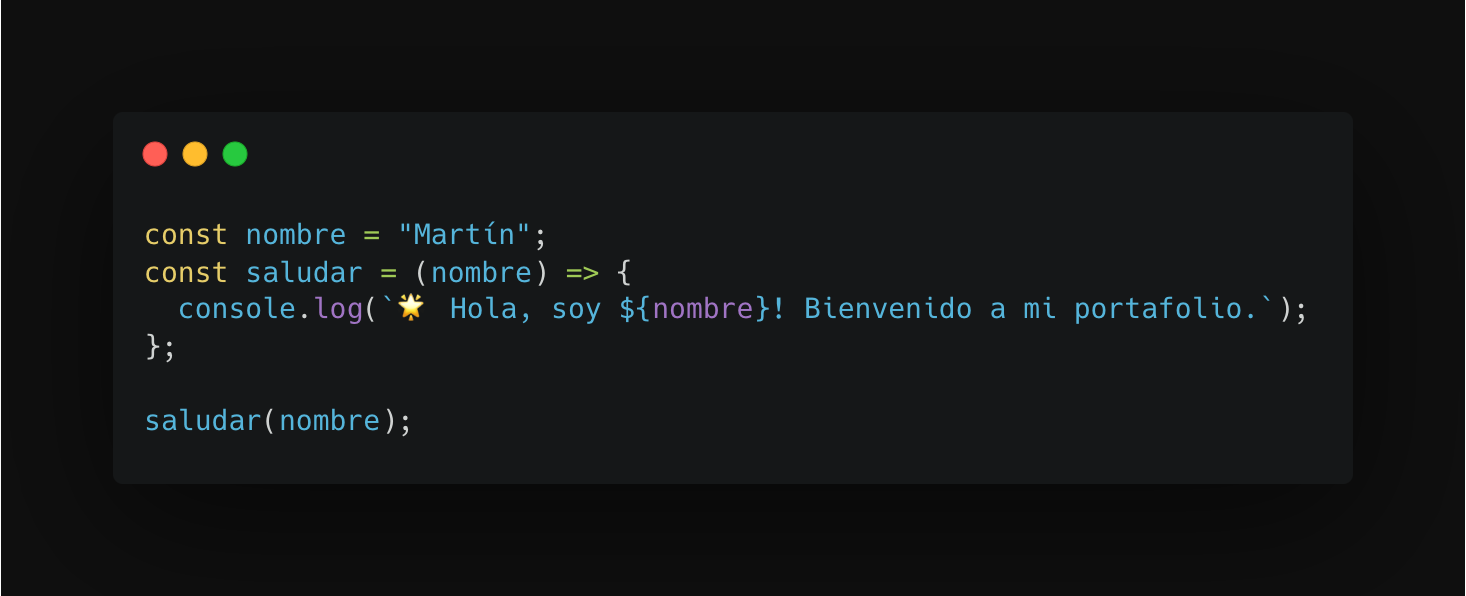 const nombre = "Martín";
const saludar = (nombre) => {
  console.log(`🌟 Hola, soy ${nombre}! Bienvenido a mi portafolio.`);
};

saludar(nombre);